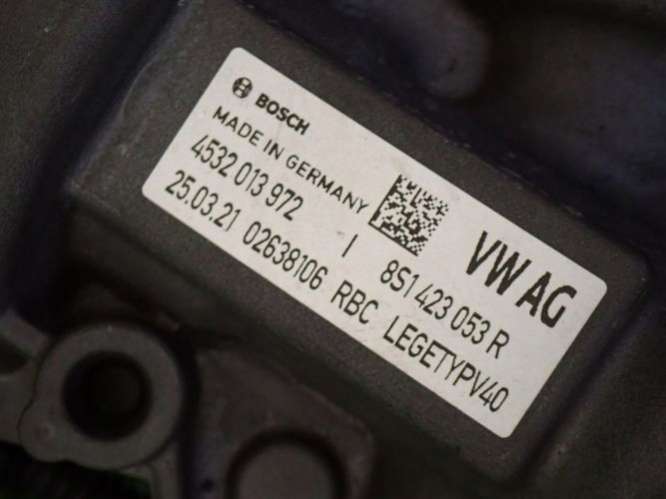 BOSCH
MADE IN GERMANY
VW AG
4532 013 972 I 8S1 423 053 R
25.03.21 02638106 RBC LEGETYPV40